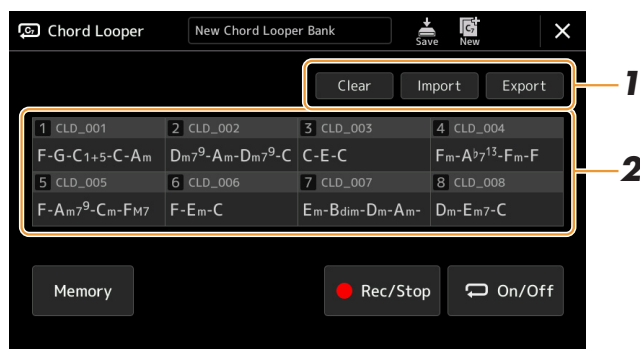 Chord Looper New Chord Looper Bank Save New
Clear Import Export 1
1 CLD_001 2 CLD_002 3 CLD_003 4 CLD_004
F-G-C1+5-C-Am Dm7⁹-Am-Dm7⁹-C C-E-C Fm-A♭7¹³-Fm-F
2
5 CLD_005 6 CLD_006 7 CLD_007 8 CLD_008
F-Am7⁹-Cm-FM7 F-Em-C Em-Bdim-Dm-Am- Dm-Em7-C
Memory Rec/Stop On/Off